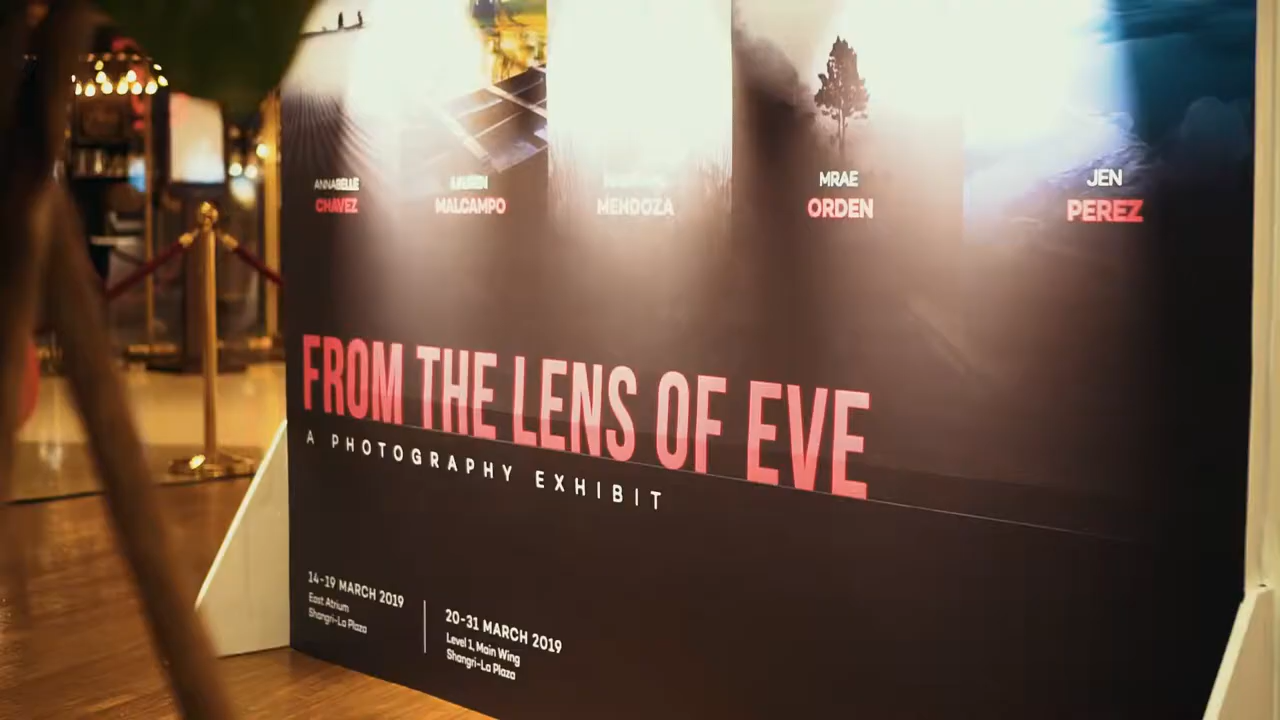 ANNABELLE
CHAVEZ
LAUREN
MALCAMPO
MENDOZA
MRAE
ORDEN
JEN
PEREZ
FROM THE LENS OF EVE
A PHOTOGRAPHY EXHIBIT
14-19 MARCH 2019
East Atrium
Shangri-La Plaza
20-31 MARCH 2019
Level 1, Main Wing
Shangri-La Plaza